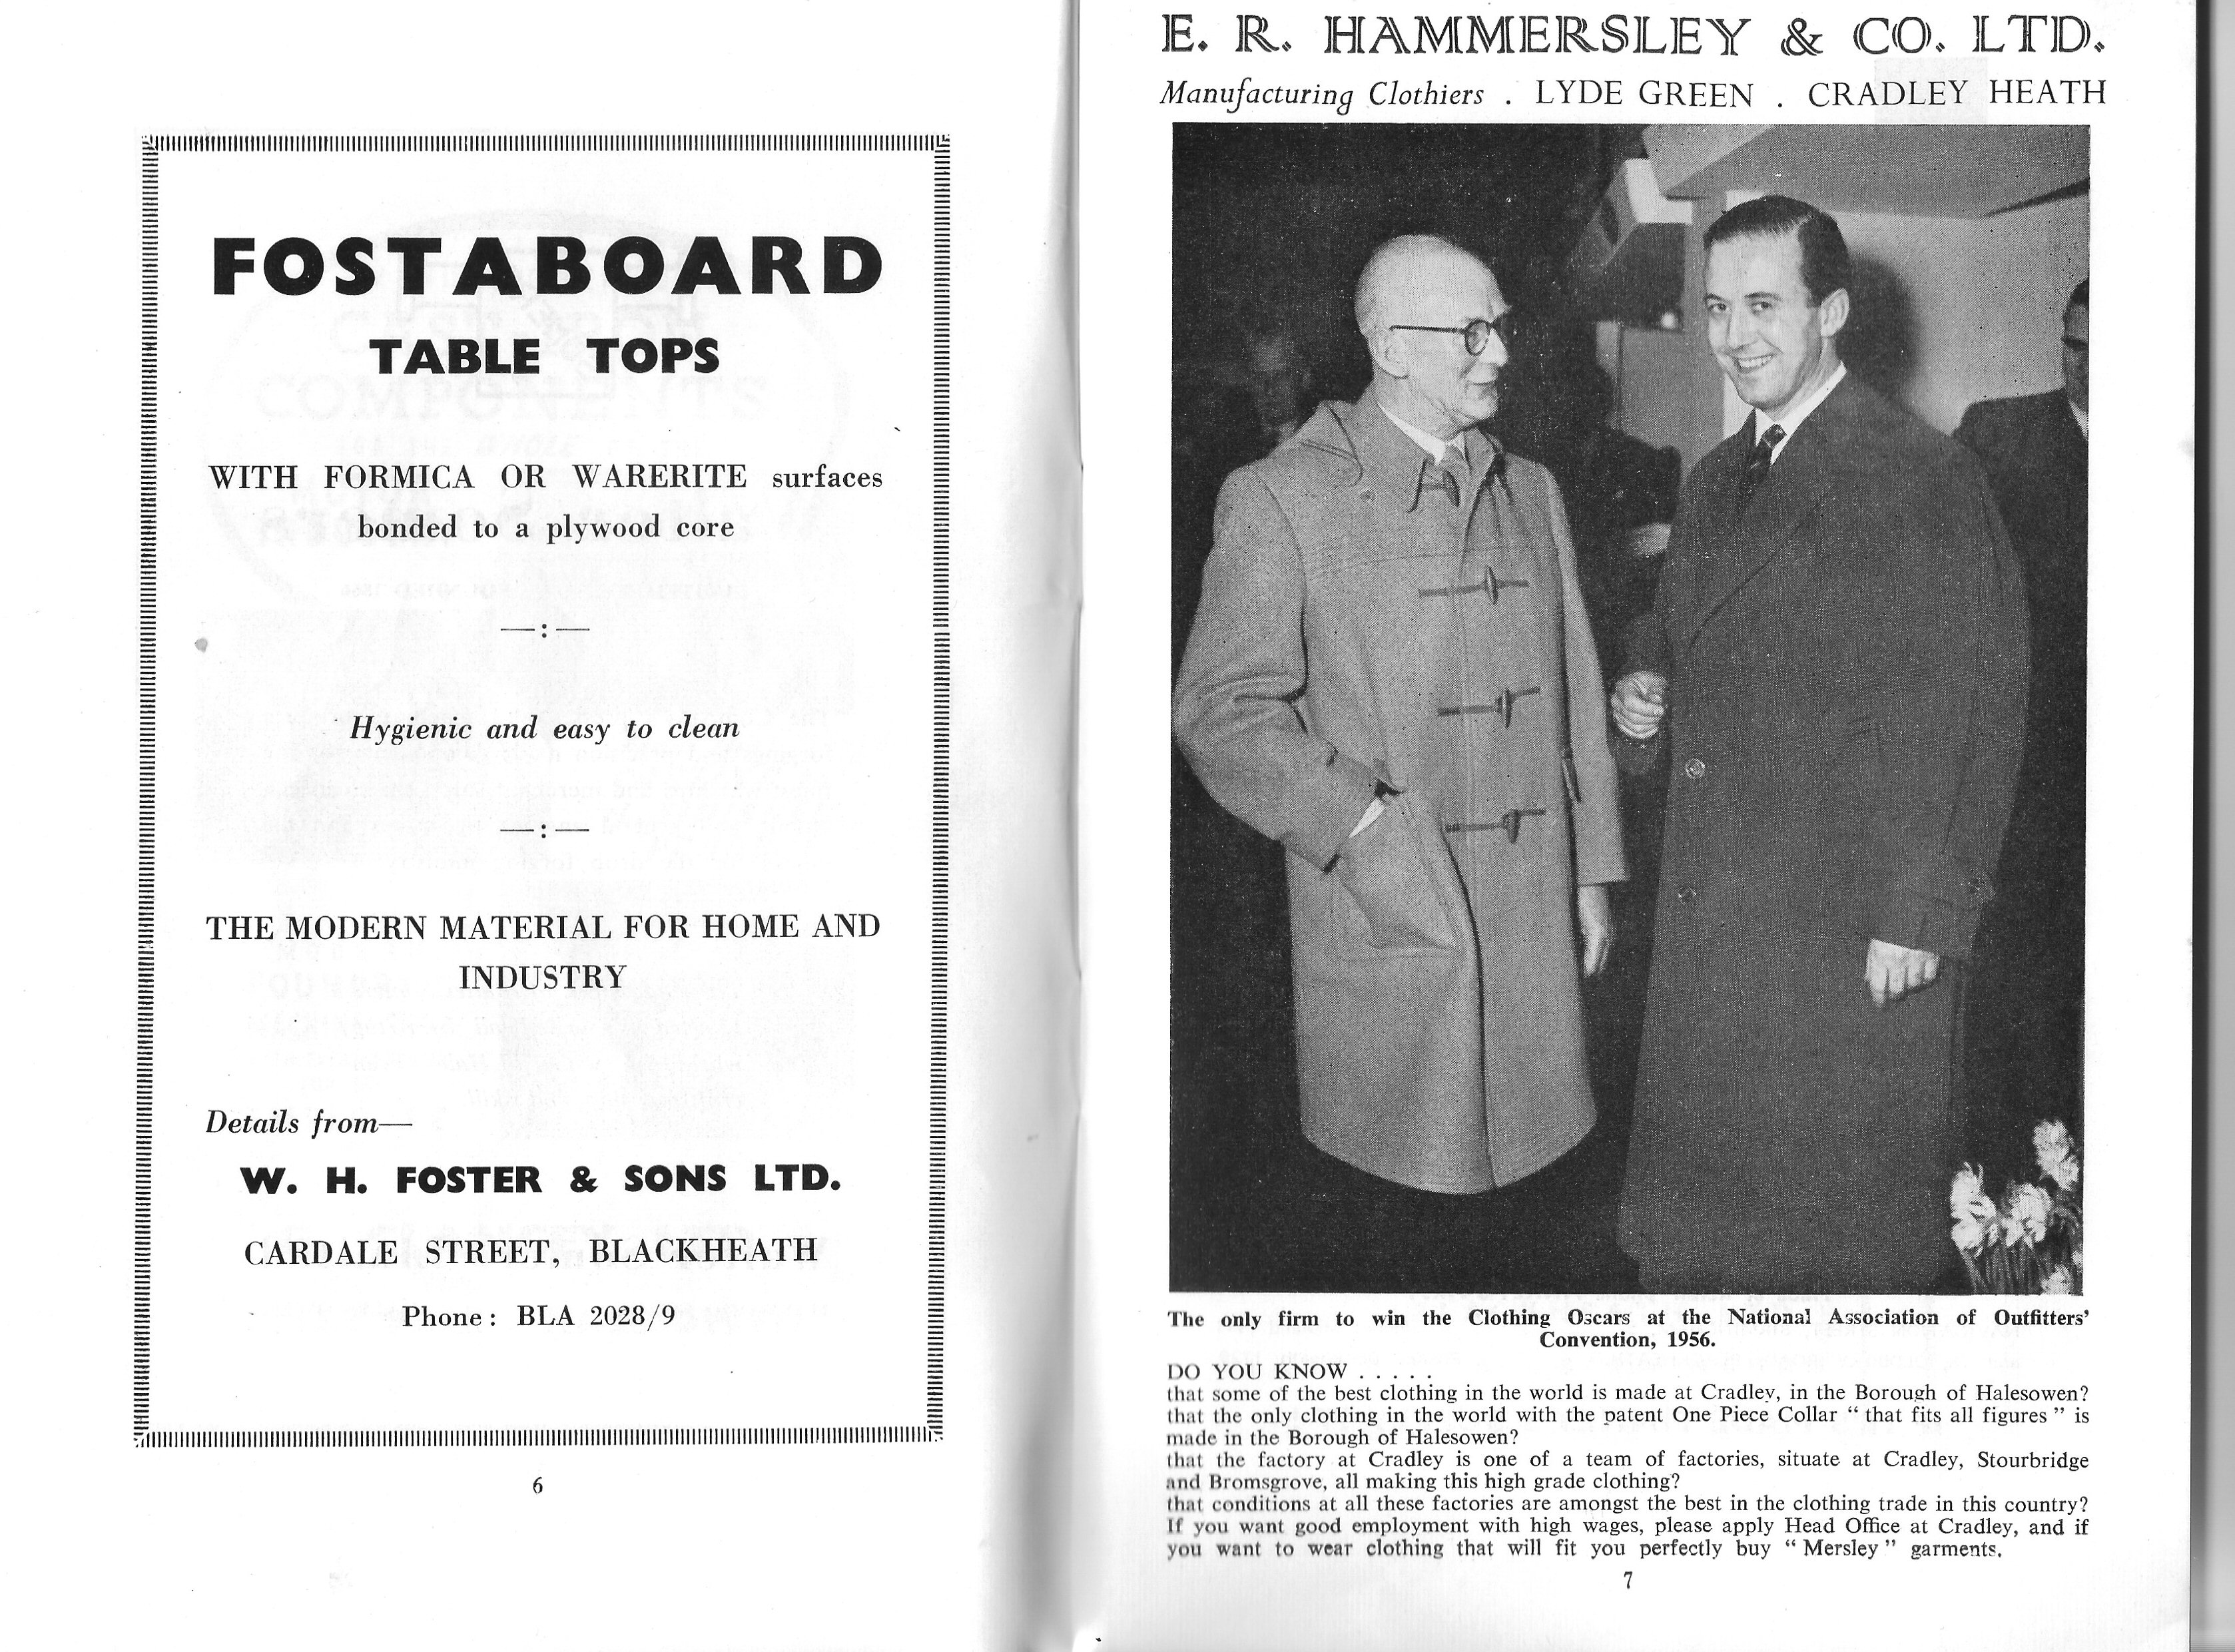 FOSTABOARD
TABLE TOPS
WITH FORMICA OR WARERITE surfaces
bonded to a plywood core
—:—
Hygienic and easy to clean
—:—
THE MODERN MATERIAL FOR HOME AND
INDUSTRY
Details from—
W. H. FOSTER & SONS LTD.
CARDALE STREET, BLACKHEATH
Phone: BLA 2028/9
6
E. R. HAMMERSLEY & CO. LTD.
Manufacturing Clothiers . LYDE GREEN . CRADLEY HEATH
The only firm to win the Clothing Oscars at the National Association of Outfitters'
Convention, 1956.
DO YOU KNOW . . . . .
that some of the best clothing in the world is made at Cradley, in the Borough of Halesowen?
that the only clothing in the world with the patent One Piece Collar “ that fits all figures ” is
made in the Borough of Halesowen?
that the factory at Cradley is one of a team of factories, situate at Cradley, Stourbridge
and Bromsgrove, all making this high grade clothing?
that conditions at all these factories are amongst the best in the clothing trade in this country?
If you want good employment with high wages, please apply Head Office at Cradley, and if
you want to wear clothing that will fit you perfectly buy “ Mersley ” garments.
7